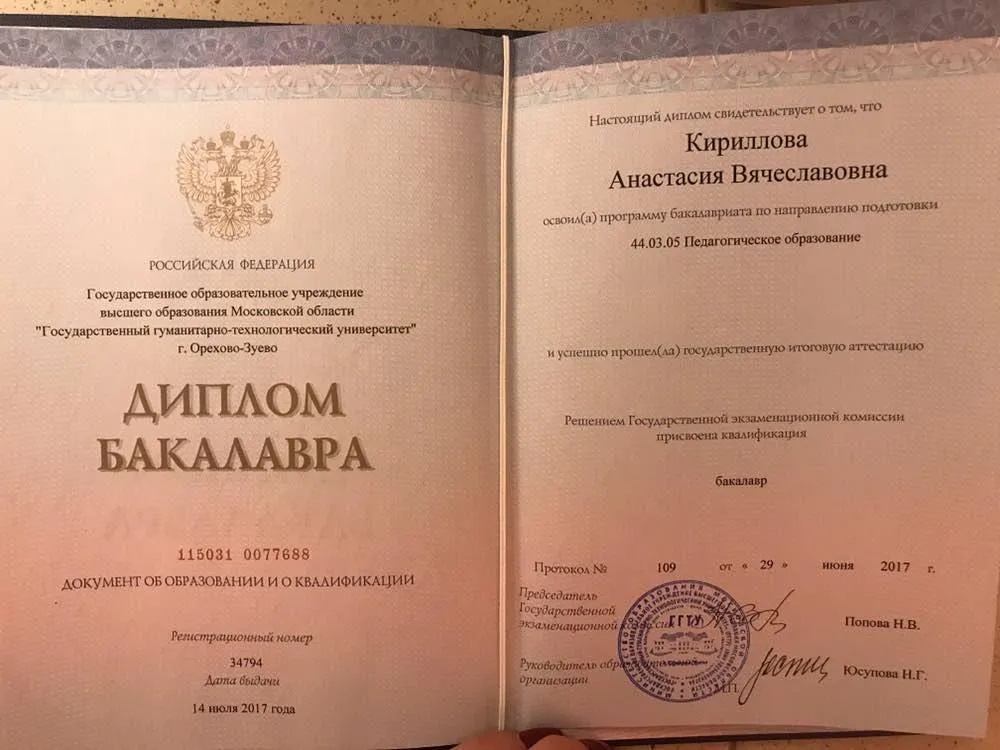 РОССИЙСКАЯ ФЕДЕРАЦИЯ
Государственное образовательное учреждение
высшего образования Московской области
"Государственный гуманитарно-технологический университет"
г. Орехово-Зуево
ДИПЛОМ
БАКАЛАВРА
115031 0077688
ДОКУМЕНТ ОБ ОБРАЗОВАНИИ И О КВАЛИФИКАЦИИ
Регистрационный номер
34794
Дата выдачи
14 июля 2017 года
Настоящий диплом свидетельствует о том, что
Кириллова
Анастасия Вячеславовна
освоил(а) программу бакалавриата по направлению подготовки
44.03.05 Педагогическое образование
и успешно прошел(ла) государственную итоговую аттестацию
Решением Государственной экзаменационной комиссии
присвоена квалификация
бакалавр
Протокол № 109 от « 29 » июня 2017 г.
Председатель
Государственной
экзаменационной
Попова Н.В.
Руководитель
организации
Юсупова Н.Г.
М.П.
ГГТУ